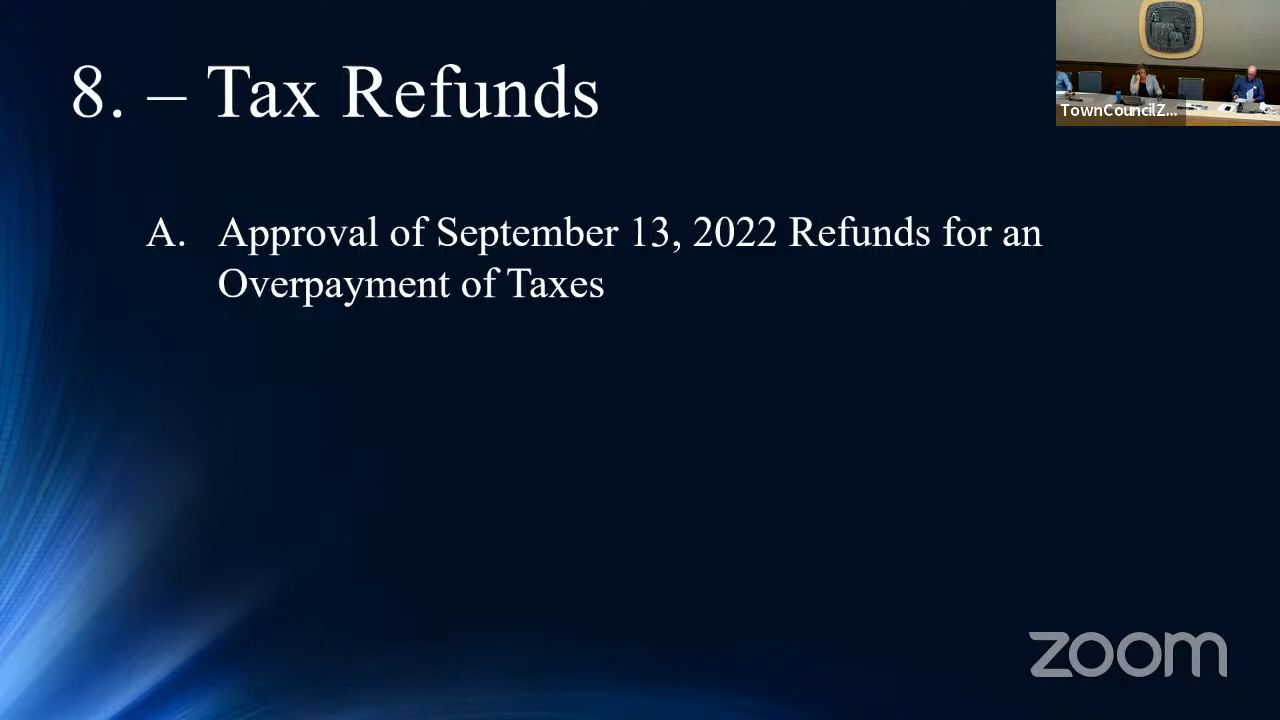 8. – Tax Refunds
TownCouncilZ...
A. Approval of September 13, 2022 Refunds for an
Overpayment of Taxes
zoom